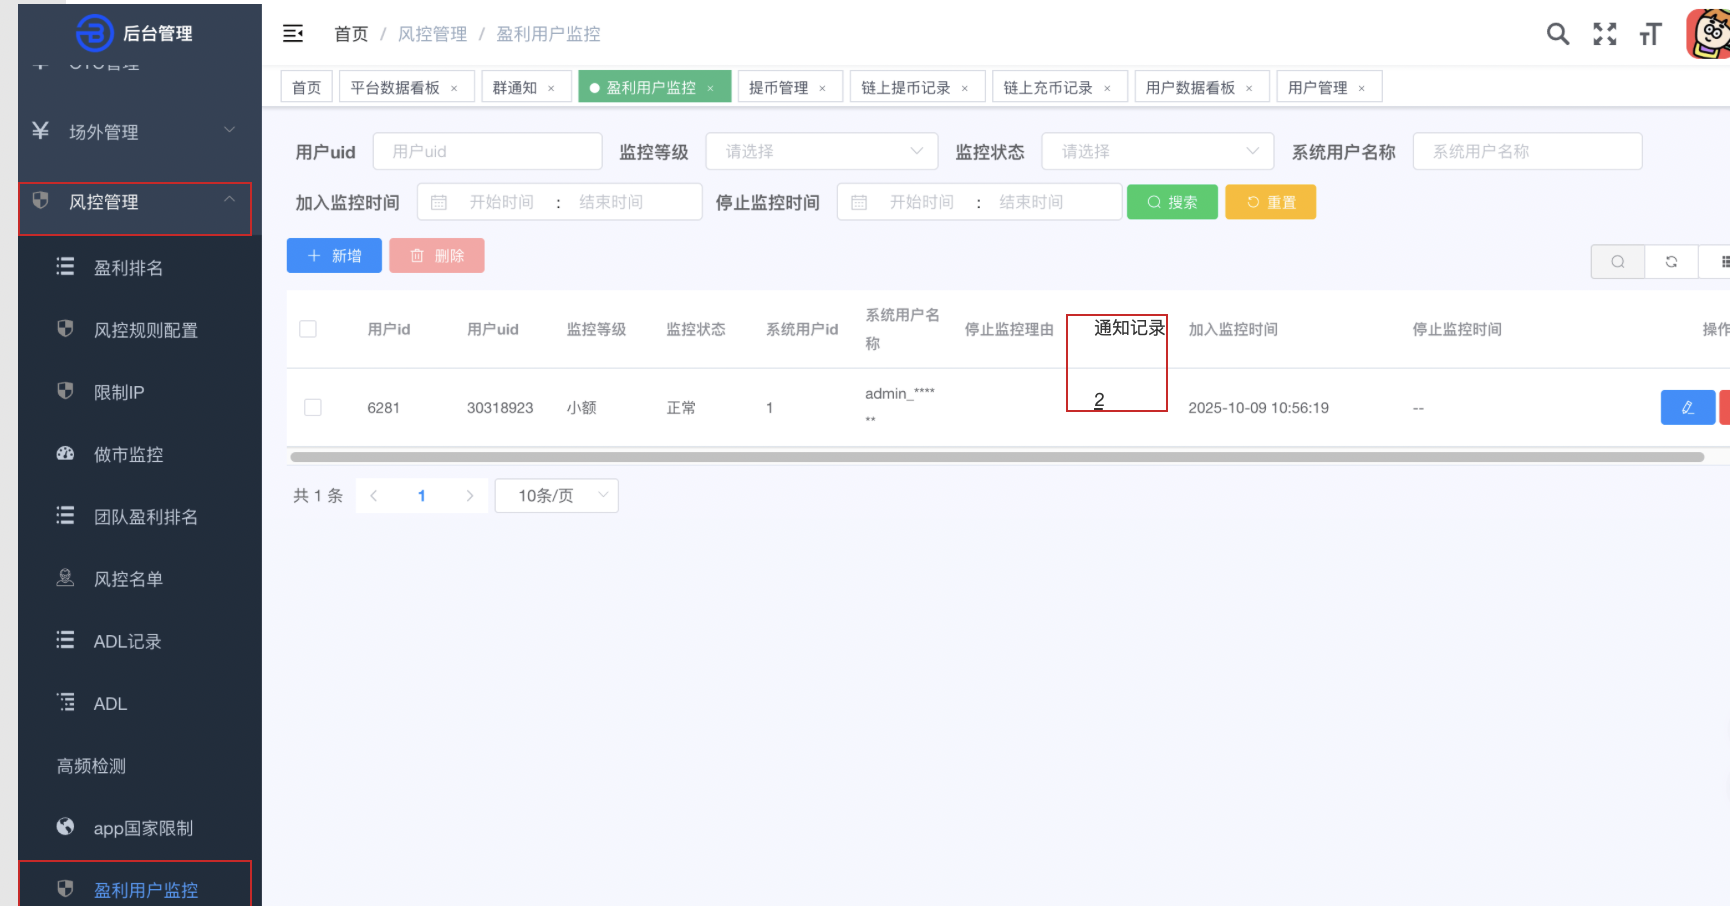 后台管理
首页 / 风控管理 / 盈利用户监控
首页 平台数据看板 × 群通知 × 盈利用户监控 × 提币管理 × 链上提币记录 × 链上充币记录 × 用户数据看板 × 用户管理 ×
场外管理
风控管理
盈利排名
风控规则配置
限制IP
做市监控
团队盈利排名
风控名单
ADL记录
ADL
高频检测
app国家限制
盈利用户监控
用户uid 用户uid 监控等级 请选择 监控状态 请选择 系统用户名称 系统用户名称
加入监控时间 开始时间 : 结束时间 停止监控时间 开始时间 : 结束时间 搜索 重置
+ 新增 删除
用户id 用户uid 监控等级 监控状态 系统用户id 系统用户名称 停止监控理由 通知记录 加入监控时间 停止监控时间 操作
6281 30318923 小额 正常 1 admin_****** 2 2025-10-09 10:56:19 --
共 1 条 1 10条/页